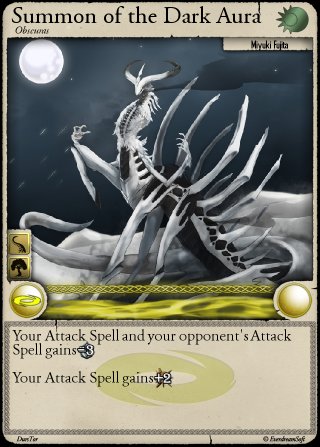 Summon of the Dark Aura
Obscurus
Miyuki Fujita
Your Attack Spell and your opponent's Attack
Spell gains -3
Your Attack Spell gains +2
DaniTer
© EverdreamSoft